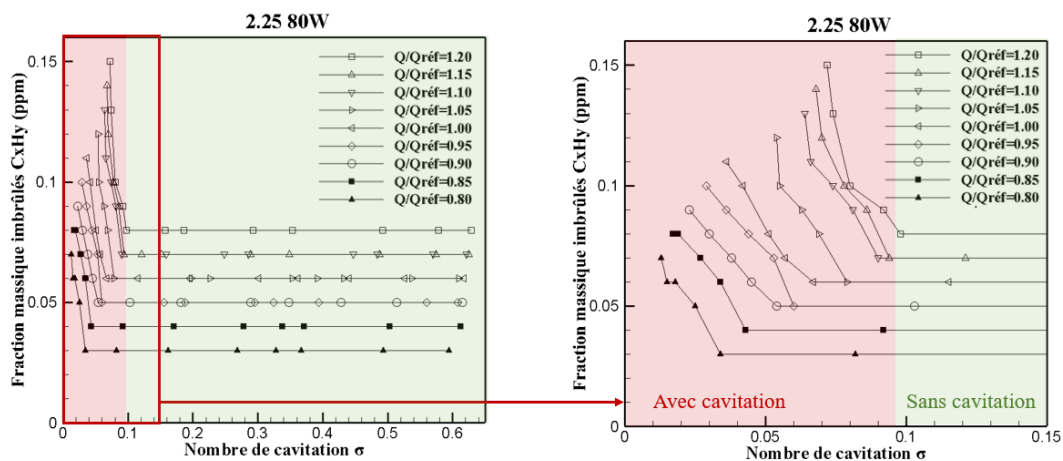 2.25 80W
Fraction massique imbrûlés CxHy (ppm)
0.15
0.1
0.05
0
Q/Qréf=1.20
Q/Qréf=1.15
Q/Qréf=1.10
Q/Qréf=1.05
Q/Qréf=1.00
Q/Qréf=0.95
Q/Qréf=0.90
Q/Qréf=0.85
Q/Qréf=0.80
0 0.1 0.2 0.3 0.4 0.5 0.6
Nombre de cavitation σ
2.25 80W
Fraction massique imbrûlés CxHy (ppm)
0.15
0.1
0.05
0
Q/Qréf=1.20
Q/Qréf=1.15
Q/Qréf=1.10
Q/Qréf=1.05
Q/Qréf=1.00
Q/Qréf=0.95
Q/Qréf=0.90
Q/Qréf=0.85
Q/Qréf=0.80
Avec cavitation Sans cavitation
0 0.05 0.1 0.15
Nombre de cavitation σ